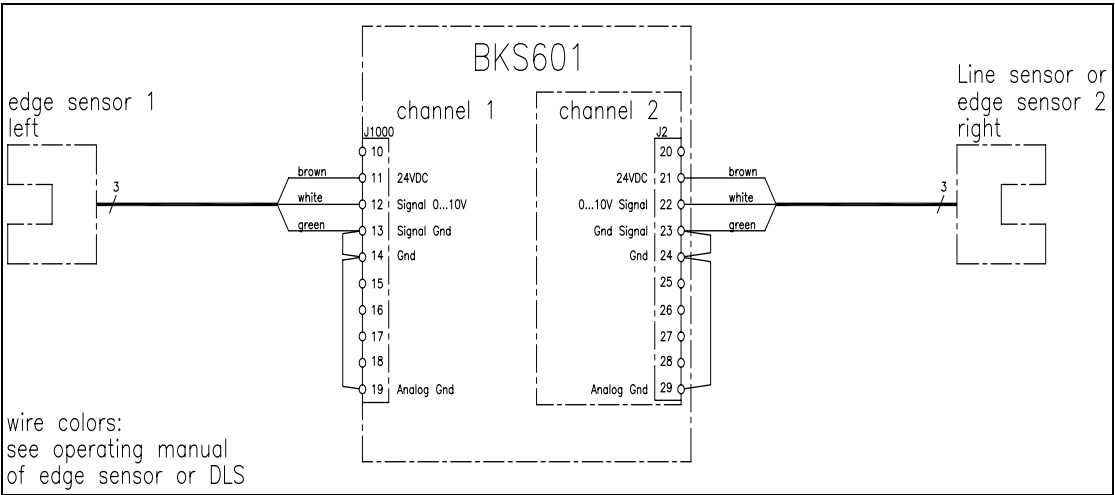 BKS601
edge sensor 1
left
channel 1
channel 2
Line sensor or
edge sensor 2
right
J1000
J2
10
20
brown
11 24VDC
24VDC 21
brown
3
white
12 Signal 0...10V
0...10V Signal 22
white
3
green
13 Signal Gnd
Gnd Signal 23
green
14 Gnd
Gnd 24
15
25
16
26
17
27
18
28
19 Analog Gnd
Analog Gnd 29
wire colors:
see operating manual
of edge sensor or DLS